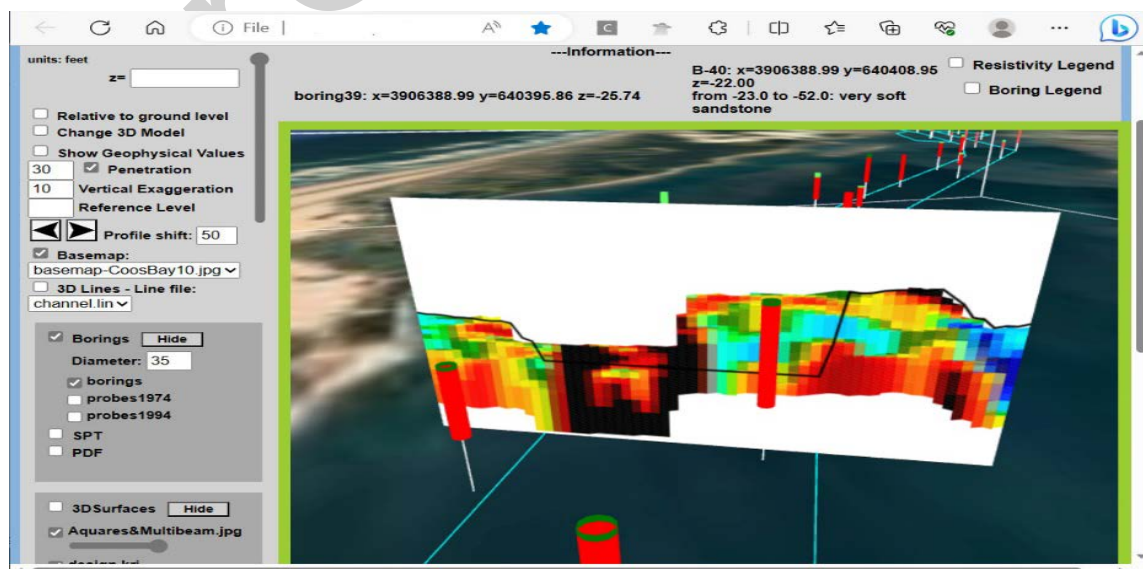 File
A
C
---Information---
units: feet
z=
boring39: x=3906388.99 y=640395.86 z=-25.74
B-40: x=3906388.99 y=640408.95
z=-22.00
from -23.0 to -52.0: very soft
sandstone
Resistivity Legend
Boring Legend
Relative to ground level
Change 3D Model
Show Geophysical Values
30 Penetration
10 Vertical Exaggeration
Reference Level
Profile shift: 50
Basemap:
basemap-CoosBay10.jpg
3D Lines - Line file:
channel.lin
Borings Hide
Diameter: 35
borings
probes1974
probes1994
SPT
PDF
3DSurfaces Hide
Aquares&Multibeam.jpg